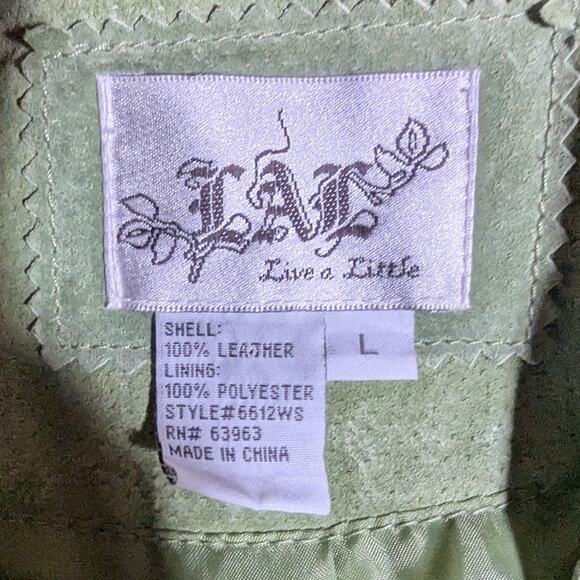 LAL
Live a Little
L
SHELL:
100% LEATHER
LINING:
100% POLYESTER
STYLE#6612WS
RN# 63963
MADE IN CHINA